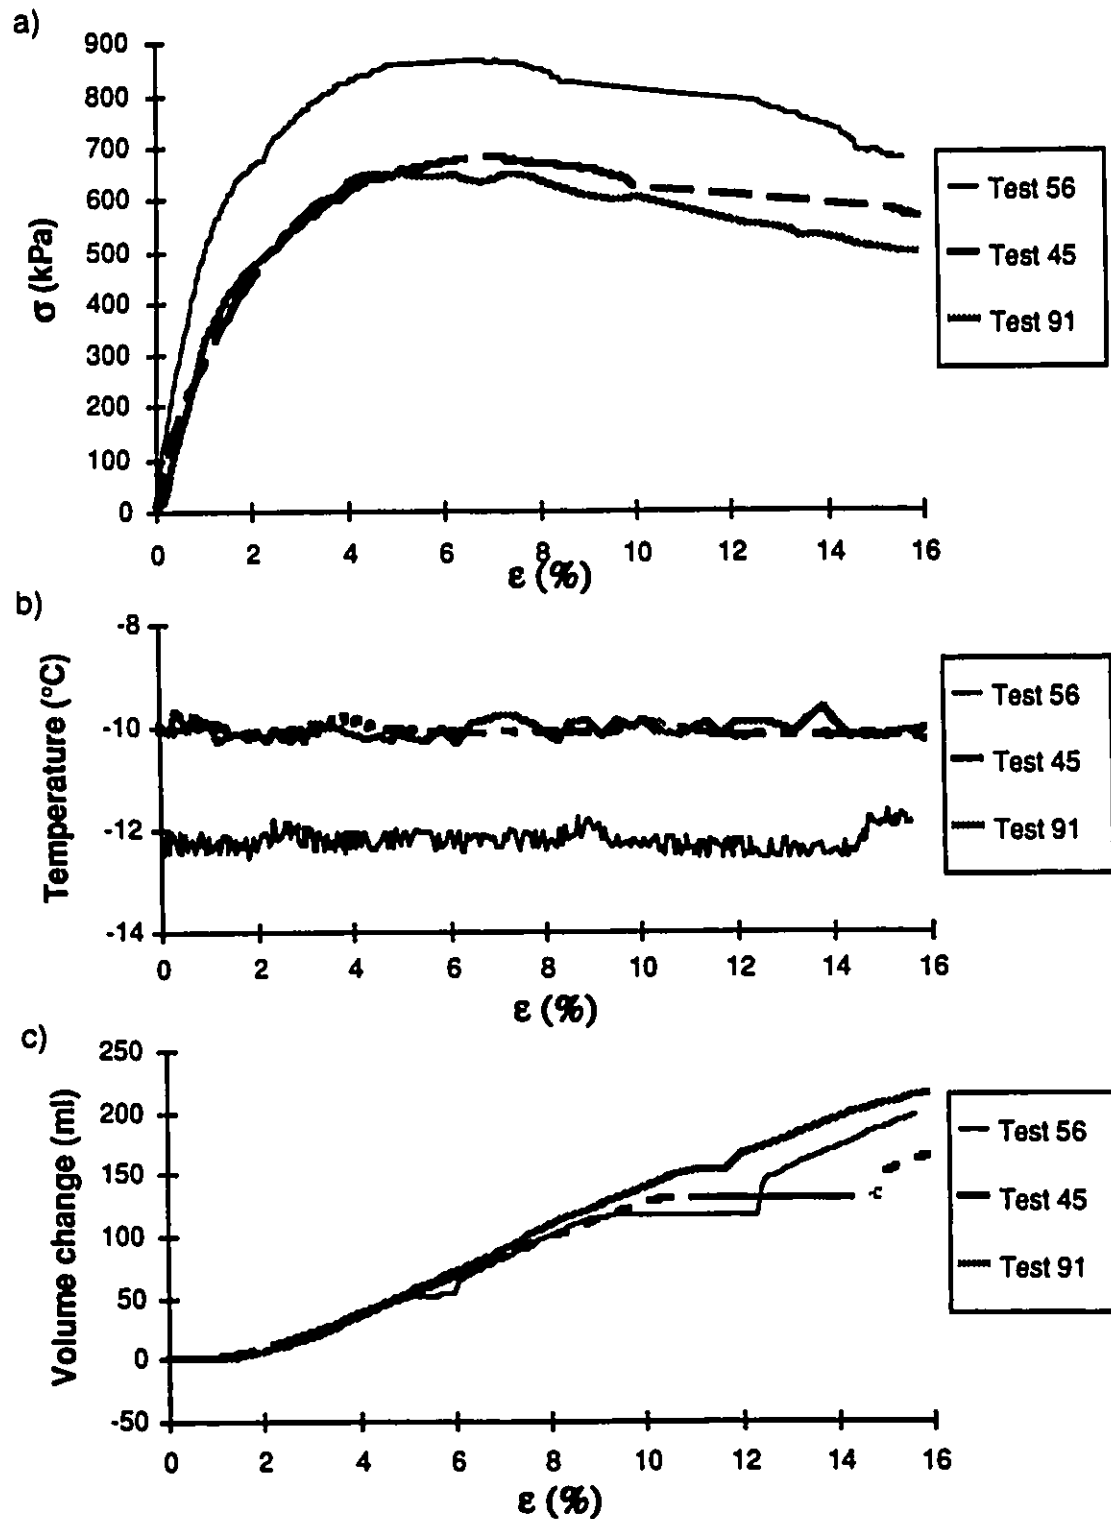 a)
900
800
700
600
500
400
300
200
100
0
σ (kPa)
0 2 4 6 8 10 12 14 16
ε (%)
Test 56
Test 45
Test 91
b)
-8
-10
-12
-14
Temperature (°C)
0 2 4 6 8 10 12 14 16
ε (%)
Test 56
Test 45
Test 91
c)
250
200
150
100
50
0
-50
Volume change (ml)
0 2 4 6 8 10 12 14 16
ε (%)
Test 56
Test 45
Test 91